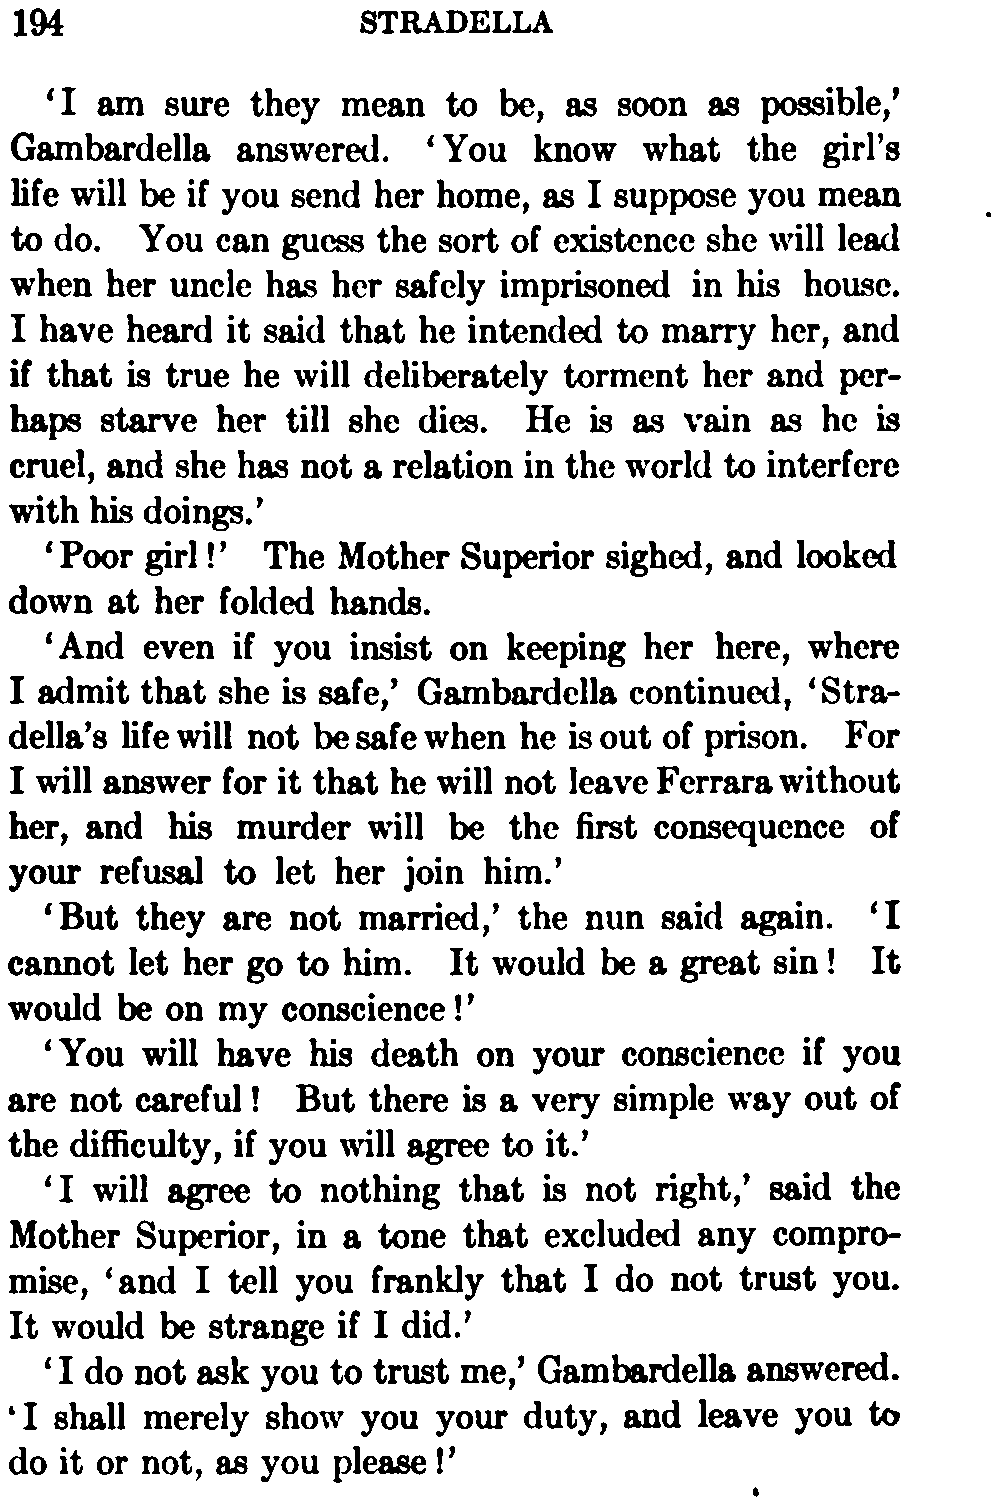 194 STRADELLA
‘I am sure they mean to be, as soon as possible,’
Gambardella answered. ‘You know what the girl’s
life will be if you send her home, as I suppose you mean
to do. You can guess the sort of existence she will lead
when her uncle has her safely imprisoned in his house.
I have heard it said that he intended to marry her, and
if that is true he will deliberately torment her and per-
haps starve her till she dies. He is as vain as he is
cruel, and she has not a relation in the world to interfere
with his doings.’
‘Poor girl!’ The Mother Superior sighed, and looked
down at her folded hands.
‘And even if you insist on keeping her here, where
I admit that she is safe,’ Gambardella continued, ‘Stra-
della’s life will not be safe when he is out of prison. For
I will answer for it that he will not leave Ferrara without
her, and his murder will be the first consequence of
your refusal to let her join him.’
‘But they are not married,’ the nun said again. ‘I
cannot let her go to him. It would be a great sin! It
would be on my conscience!’
‘You will have his death on your conscience if you
are not careful! But there is a very simple way out of
the difficulty, if you will agree to it.’
‘I will agree to nothing that is not right,’ said the
Mother Superior, in a tone that excluded any compro-
mise, ‘and I tell you frankly that I do not trust you.
It would be strange if I did.’
‘I do not ask you to trust me,’ Gambardella answered.
‘I shall merely show you your duty, and leave you to
do it or not, as you please!’